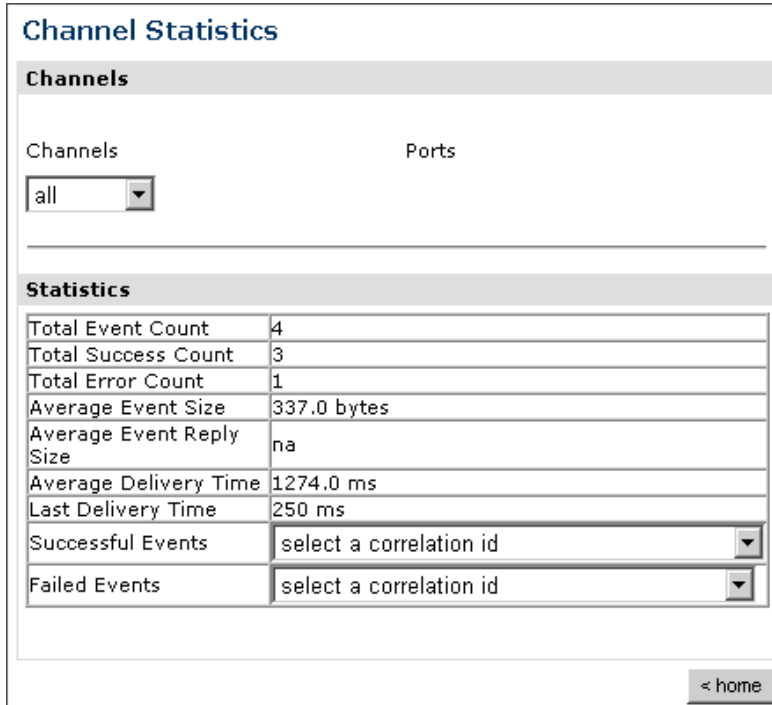 Channel Statistics
Channels
Channels Ports
all
Statistics
Total Event Count 4
Total Success Count 3
Total Error Count 1
Average Event Size 337.0 bytes
Average Event Reply
Size na
Average Delivery Time 1274.0 ms
Last Delivery Time 250 ms
Successful Events select a correlation id
Failed Events select a correlation id
< home